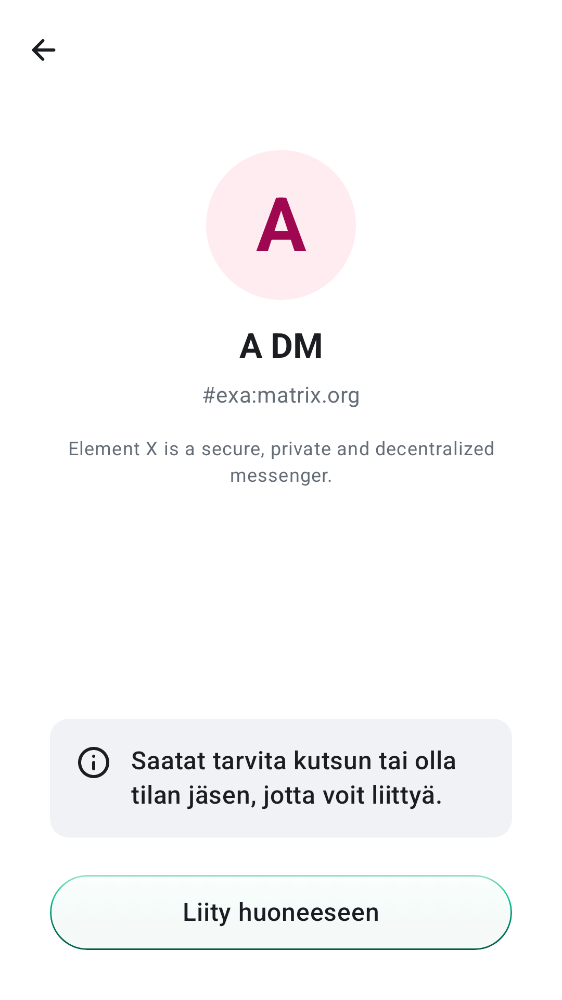 A
A DM
#exa:matrix.org
Element X is a secure, private and decentralized
messenger.
Saatat tarvita kutsun tai olla
tilan jäsen, jotta voit liittyä.
Liity huoneeseen